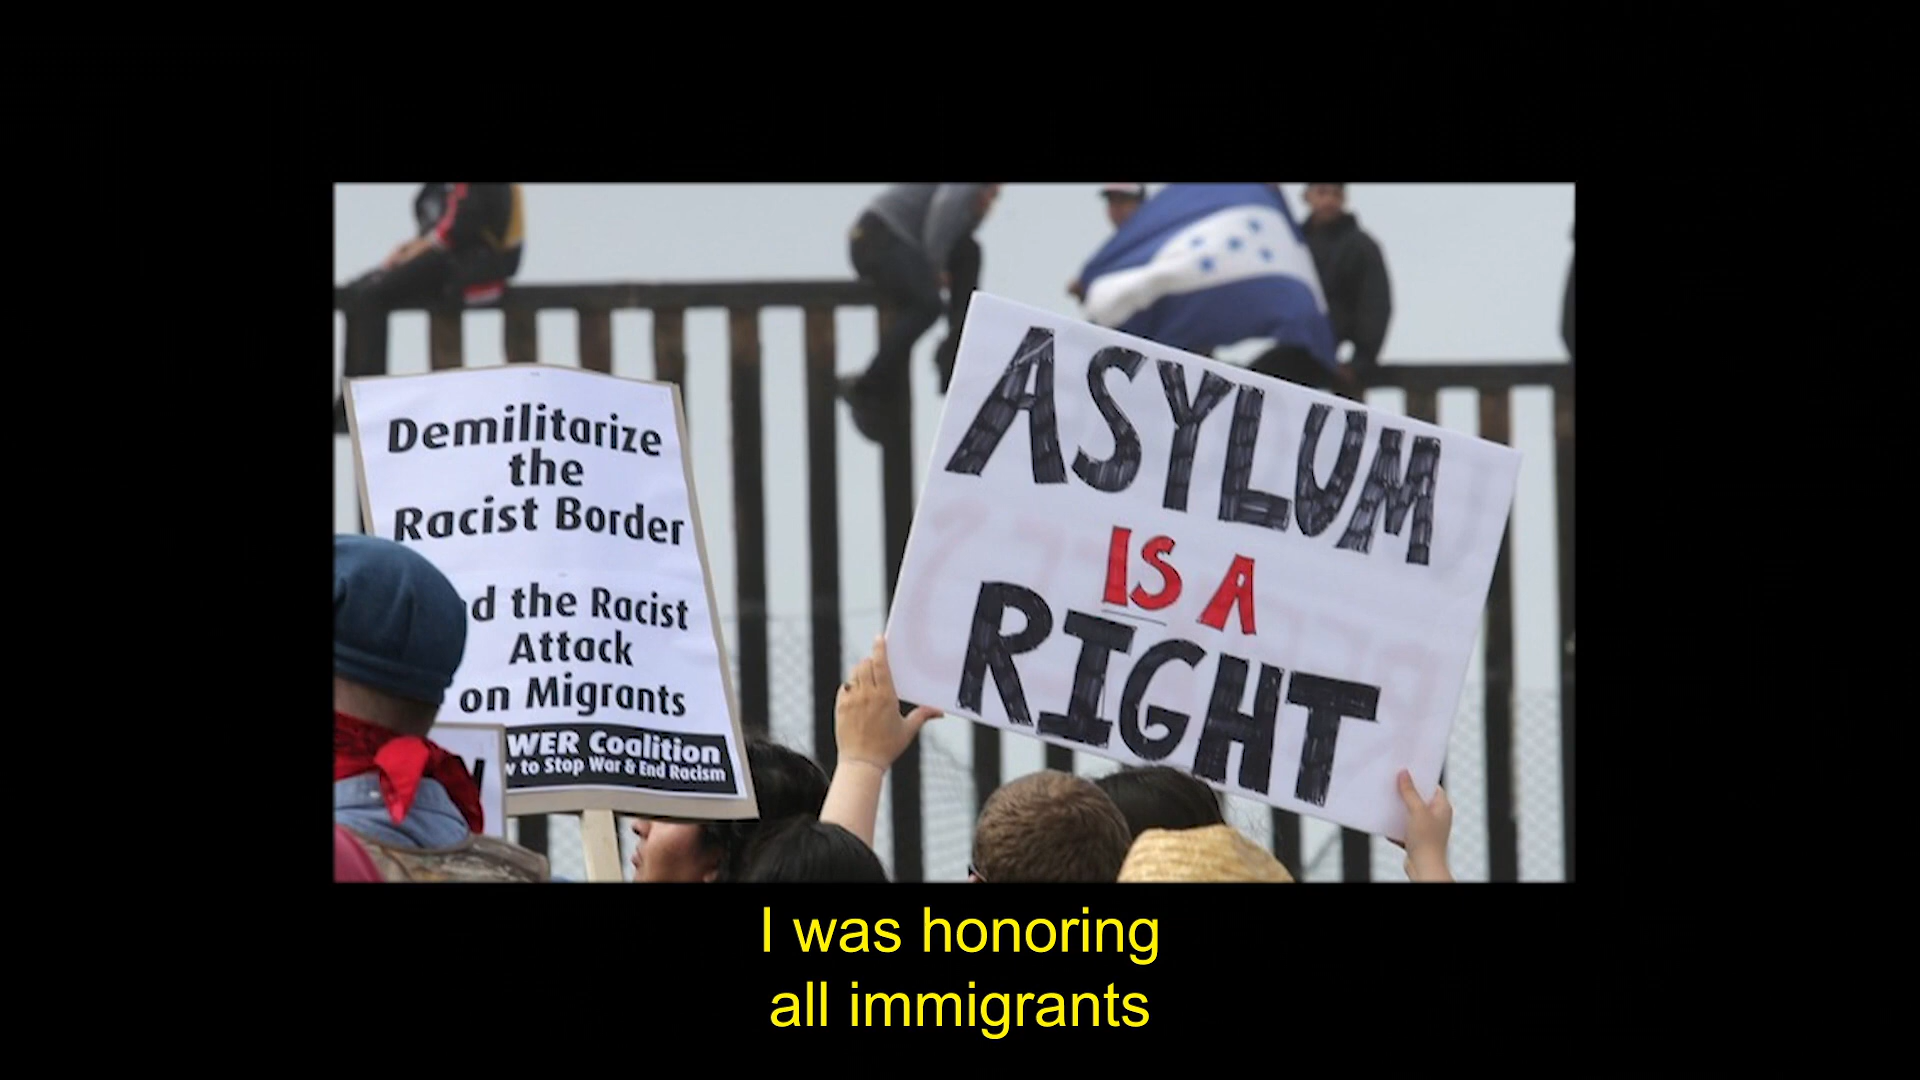 Demilitarize
the
Racist Border
the Racist
Attack
on Migrants
Coalition
to Stop War & End Racism
ASYLUM
IS A
RIGHT
I was honoring
all immigrants